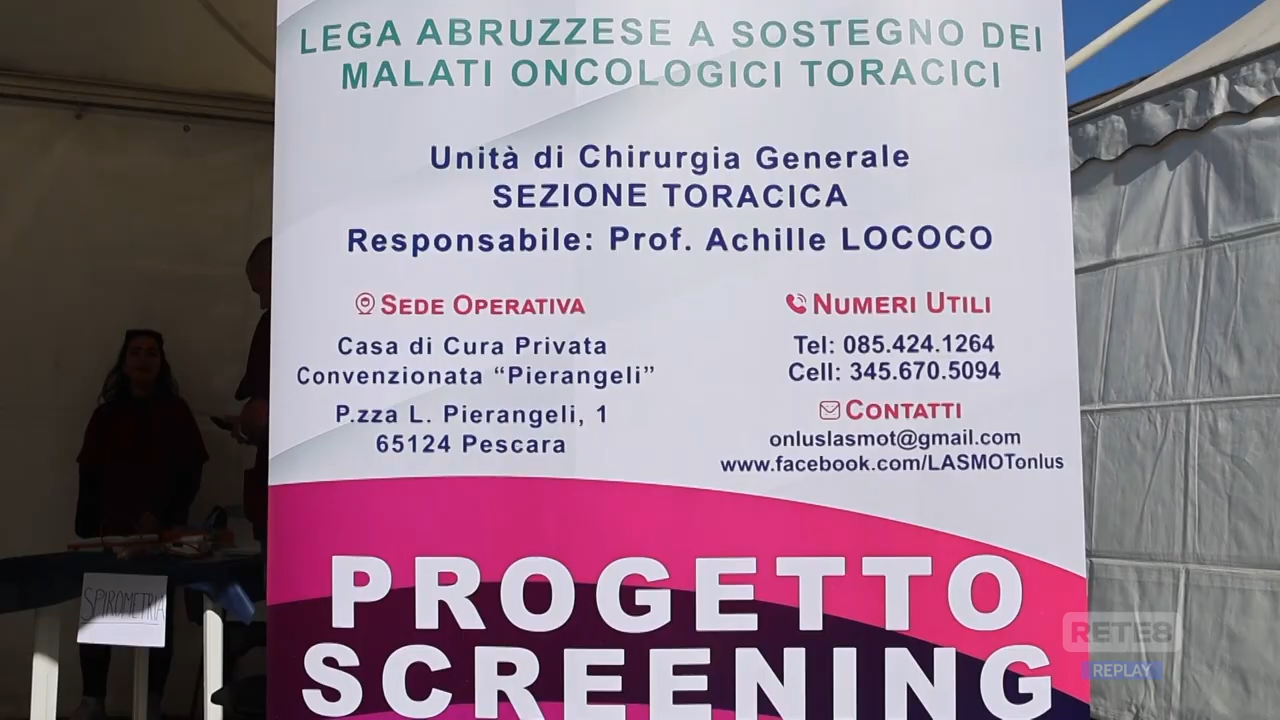 LEGA ABRUZZESE A SOSTEGNO DEI
MALATI ONCOLOGICI TORACICI
Unità di Chirurgia Generale
SEZIONE TORACICA
Responsabile: Prof. Achille LOCOCO
SEDE OPERATIVA
Casa di Cura Privata
Convenzionata “Pierangeli”
P.zza L. Pierangeli, 1
65124 Pescara
NUMERI UTILI
Tel: 085.424.1264
Cell: 345.670.5094
CONTATTI
onluslasmot@gmail.com
www.facebook.com/LASMOTonlus
PROGETTO
SCREENING
SPIROMETRIA
RETE8
REPLAY